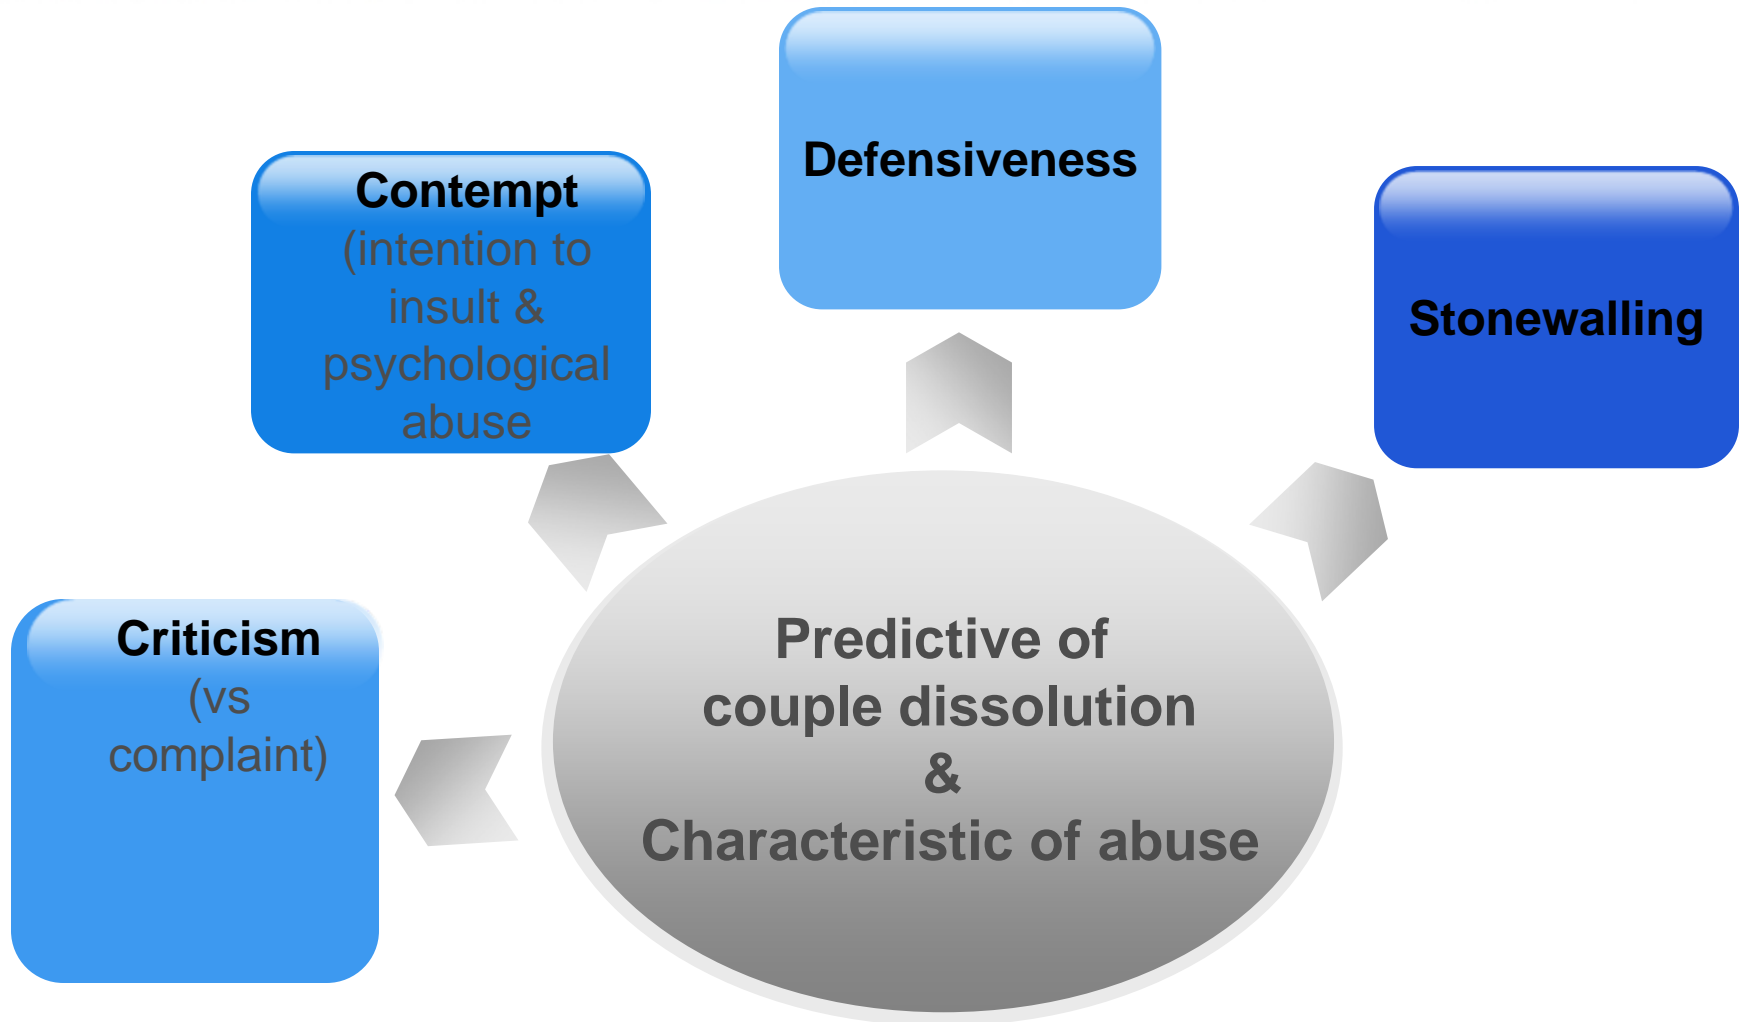 Defensiveness
Contempt
(intention to
insult &
psychological
abuse
Stonewalling
Criticism
(vs
complaint)
Predictive of
couple dissolution
&
Characteristic of abuse